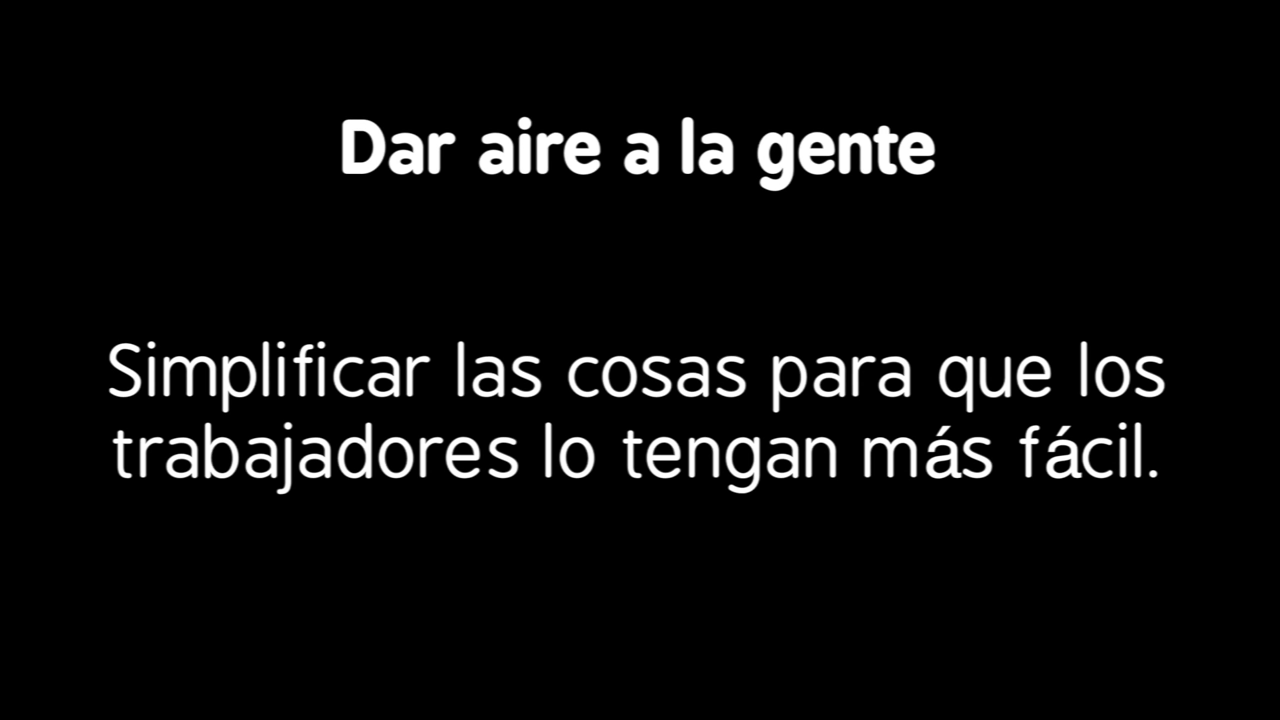 Dar aire a la gente
Simplificar las cosas para que los
trabajadores lo tengan más fácil.